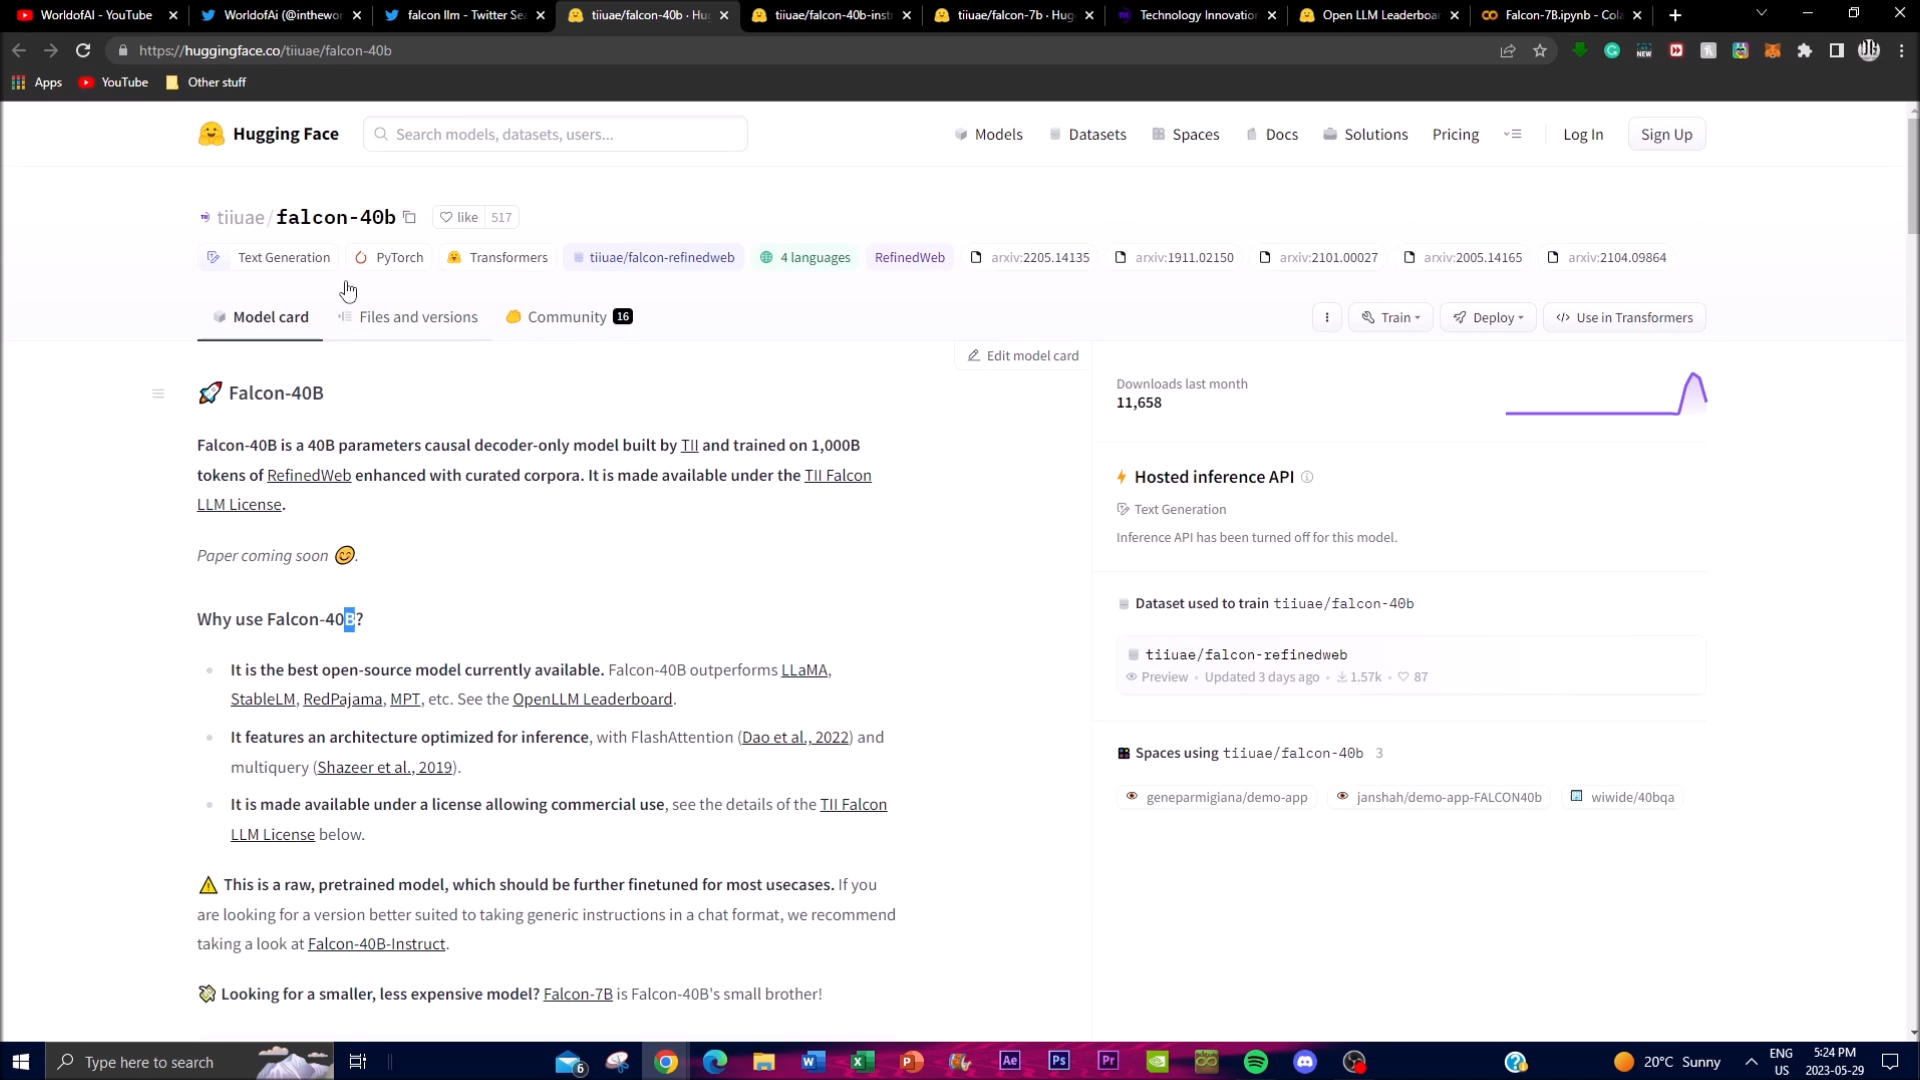 WorldofAi - YouTube
WorldofAi (@inthewor
falcon llm - Twitter Sea
tiiuae/falcon-40b · Hug
tiiuae/falcon-40b-inst
tiiuae/falcon-7b · Hug
Technology Innovation
Open LLM Leaderboa
Falcon-7B.ipynb - Cola
https://huggingface.co/tiiuae/falcon-40b
NEW
Apps
YouTube
Other stuff
Hugging Face
Search models, datasets, users...
Models
Datasets
Spaces
Docs
Solutions
Pricing
Log In
Sign Up
tiiuae/falcon-40b
like 517
Text Generation
PyTorch
Transformers
tiiuae/falcon-refinedweb
4 languages
RefinedWeb
arxiv:2205.14135
arxiv:1911.02150
arxiv:2101.00027
arxiv:2005.14165
arxiv:2104.09864
Model card
Files and versions
Community 16
Train
Deploy
</> Use in Transformers
Edit model card
🚀 Falcon-40B
Falcon-40B is a 40B parameters causal decoder-only model built by TII and trained on 1,000B
tokens of RefinedWeb enhanced with curated corpora. It is made available under the TII Falcon
LLM License.
Paper coming soon 😊.
Why use Falcon-40B?
• It is the best open-source model currently available. Falcon-40B outperforms LLaMA,
StableLM, RedPajama, MPT, etc. See the OpenLLM Leaderboard.
• It features an architecture optimized for inference, with FlashAttention (Dao et al., 2022) and
multiquery (Shazeer et al., 2019).
• It is made available under a license allowing commercial use, see the details of the TII Falcon
LLM License below.
⚠️ This is a raw, pretrained model, which should be further finetuned for most usecases. If you
are looking for a version better suited to taking generic instructions in a chat format, we recommend
taking a look at Falcon-40B-Instruct.
💸 Looking for a smaller, less expensive model? Falcon-7B is Falcon-40B's small brother!
Downloads last month
11,658
Hosted inference API
Text Generation
Inference API has been turned off for this model.
Dataset used to train tiiuae/falcon-40b
tiiuae/falcon-refinedweb
Preview • Updated 3 days ago • 1.57k • 87
Spaces using tiiuae/falcon-40b 3
geneparmigiana/demo-app
janshah/demo-app-FALCON40b
wiwide/40bqa
Type here to search
6
Ae
Ps
Pr
20°C Sunny
ENG
US
5:24 PM
2023-05-29